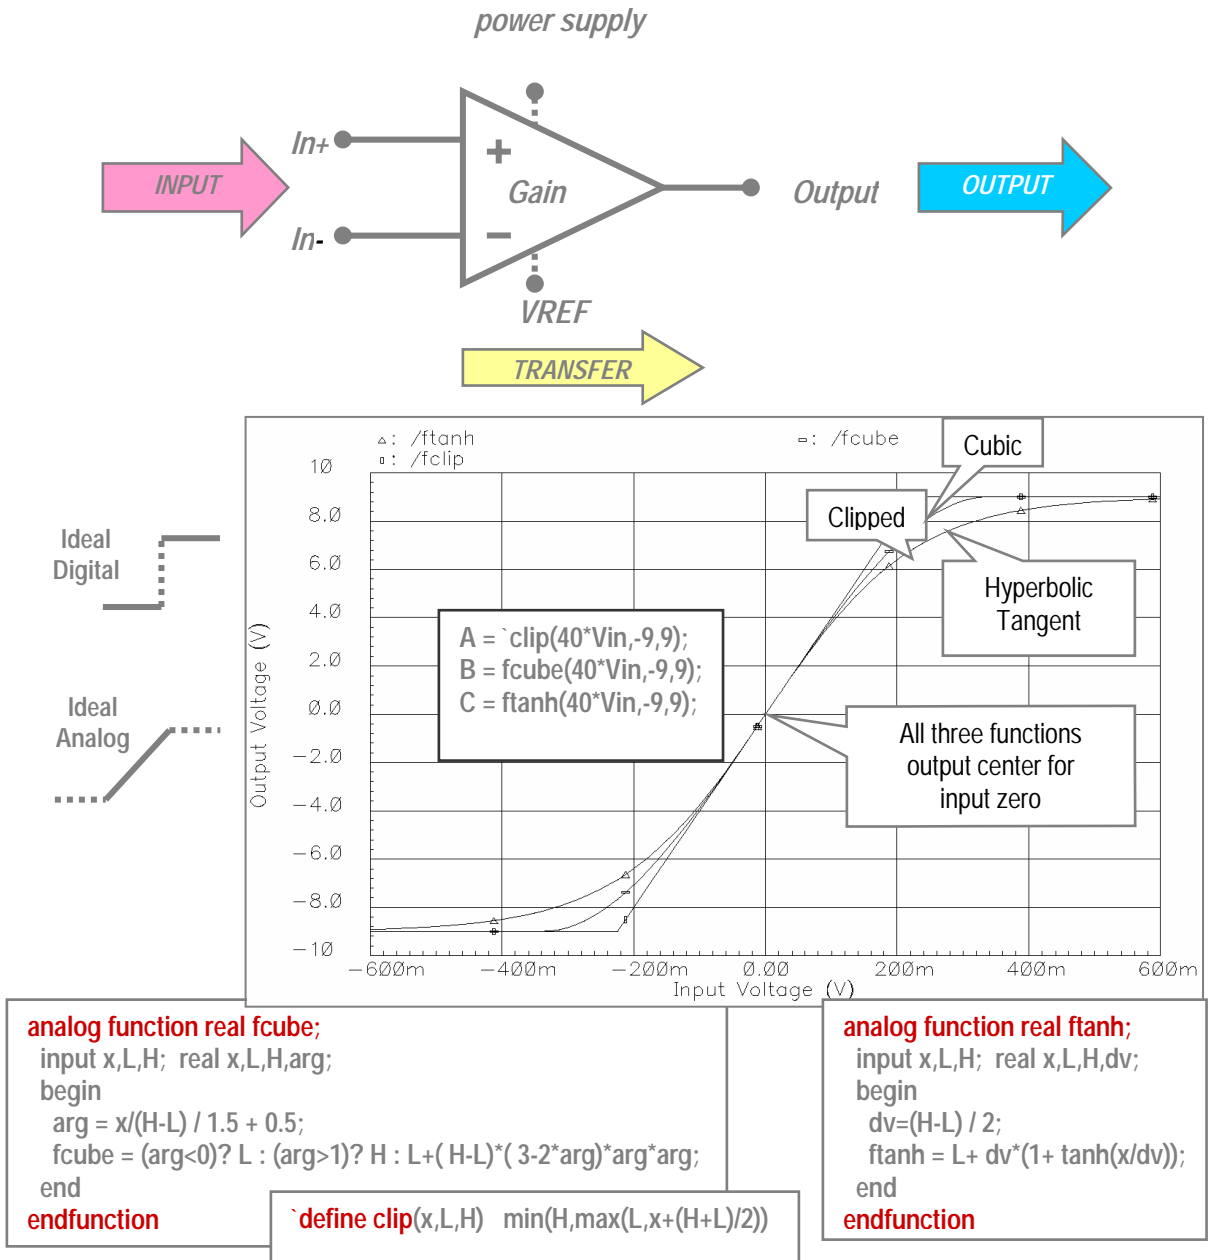 power supply
In+
+
INPUT
Gain
Output
OUTPUT
In-
−
VREF
TRANSFER
△: /ftanh
▯: /fclip
▭: /fcube
Cubic
Clipped
Hyperbolic
Tangent
Ideal
Digital
Ideal
Analog
Output Voltage (V)
10
8.0
6.0
4.0
2.0
0.0
−2.0
−4.0
−6.0
−8.0
−10
A = `clip(40*Vin,-9,9);
B = fcube(40*Vin,-9,9);
C = ftanh(40*Vin,-9,9);
All three functions
output center for
input zero
−600m −400m −200m 0.00 200m 400m 600m
Input Voltage (V)
analog function real fcube;
input x,L,H; real x,L,H,arg;
begin
arg = x/(H-L) / 1.5 + 0.5;
fcube = (arg<0)? L : (arg>1)? H : L+( H-L)*( 3-2*arg)*arg*arg;
end
endfunction
`define clip(x,L,H) min(H,max(L,x+(H+L)/2))
analog function real ftanh;
input x,L,H; real x,L,H,dv;
begin
dv=(H-L) / 2;
ftanh = L+ dv*(1+ tanh(x/dv));
end
endfunction